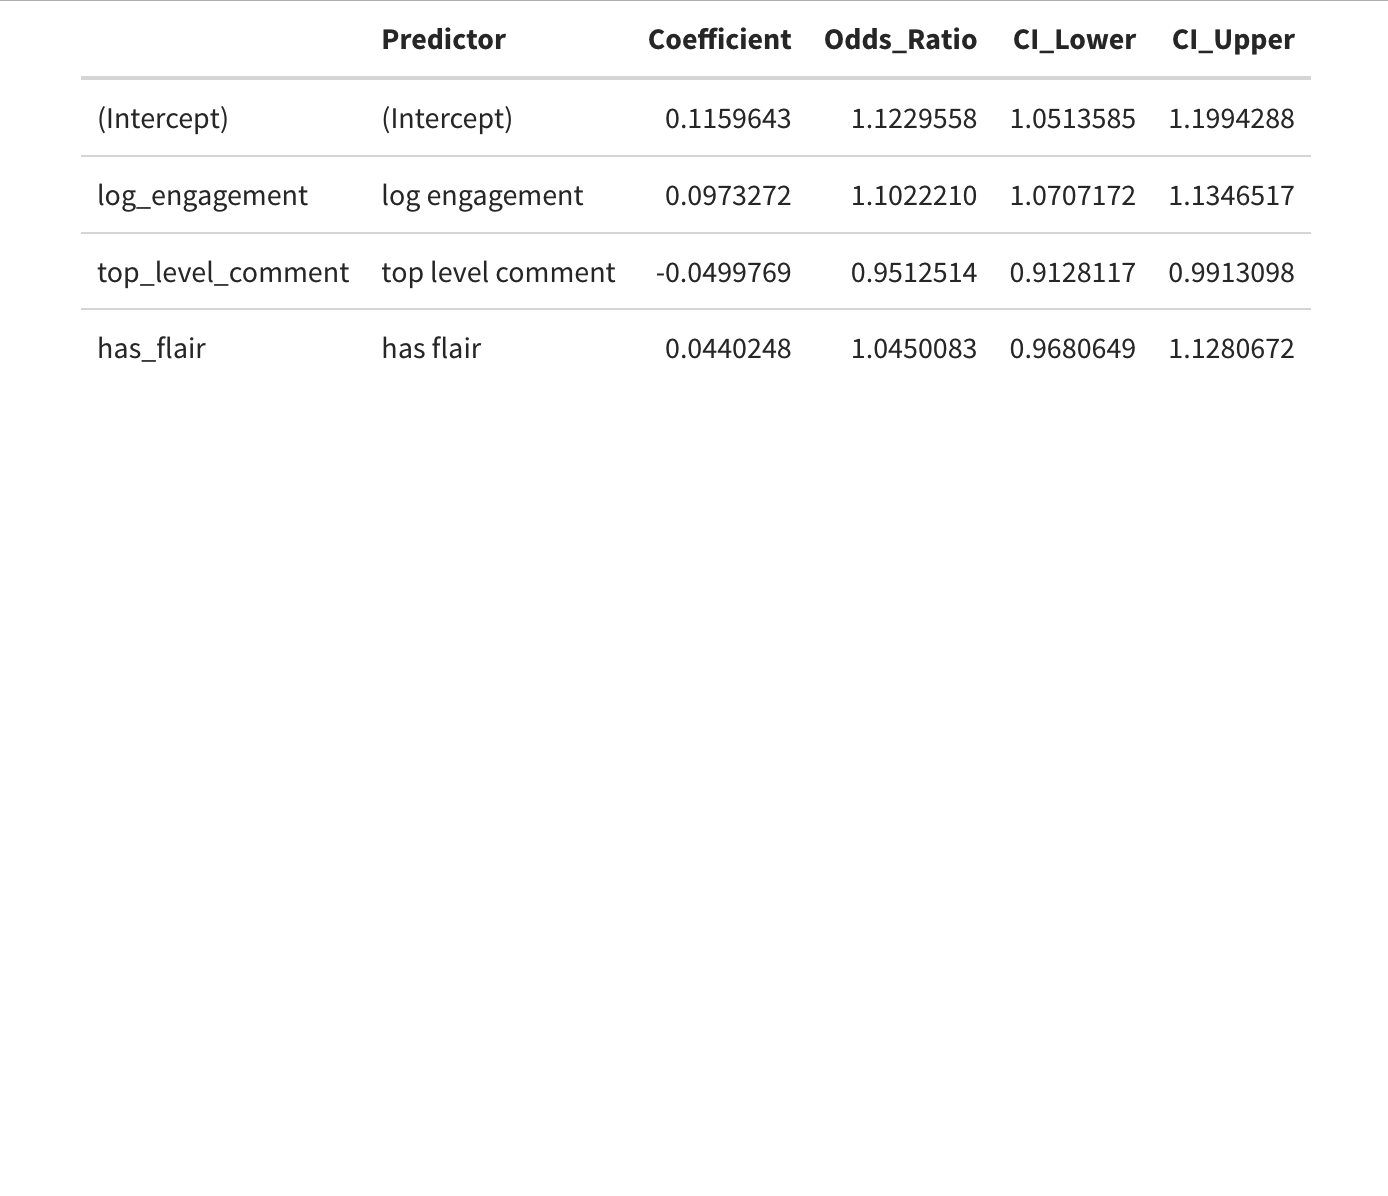 Predictor Coefficient Odds_Ratio CI_Lower CI_Upper
(Intercept) (Intercept) 0.1159643 1.1229558 1.0513585 1.1994288
log_engagement log engagement 0.0973272 1.1022210 1.0707172 1.1346517
top_level_comment top level comment -0.0499769 0.9512514 0.9128117 0.9913098
has_flair has flair 0.0440248 1.0450083 0.9680649 1.1280672